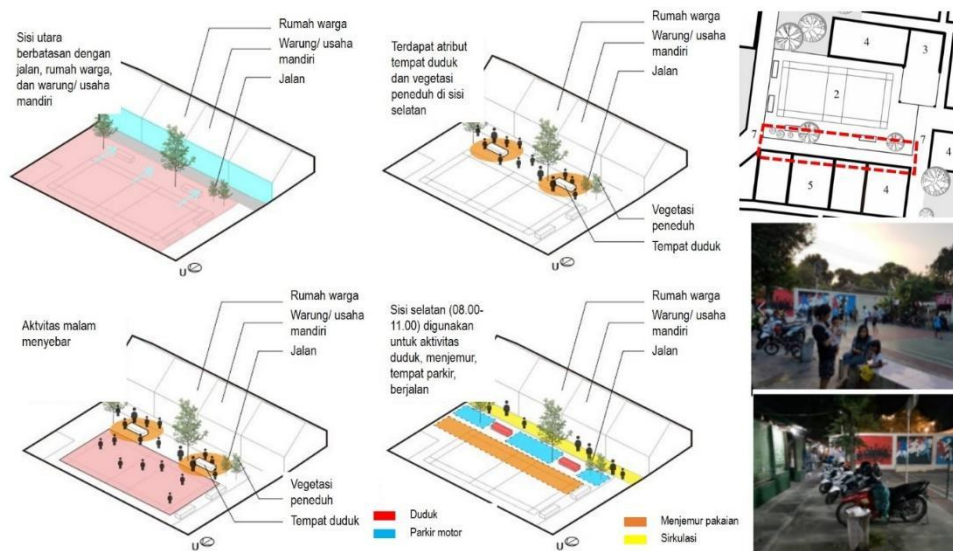 Sisi utara
berbatasan dengan
jalan, rumah warga,
dan warung/ usaha
mandiri
Rumah warga
Warung/ usaha
mandiri
Jalan
U
Terdapat atribut
tempat duduk
dan vegetasi
peneduh di sisi
selatan
Rumah warga
Warung/ usaha
mandiri
Jalan
Vegetasi
peneduh
Tempat duduk
U
4
3
2
7
7
4
5
4
Aktvitas malam
menyebar
Rumah warga
Warung/ usaha
mandiri
Jalan
Vegetasi
peneduh
Tempat duduk
U
Sisi selatan (08.00-
11.00) digunakan
untuk aktivitas
duduk, menjemur,
tempat parkir,
berjalan
Rumah warga
Warung/ usaha
mandiri
Jalan
U
Duduk
Parkir motor
Menjemur pakaian
Sirkulasi